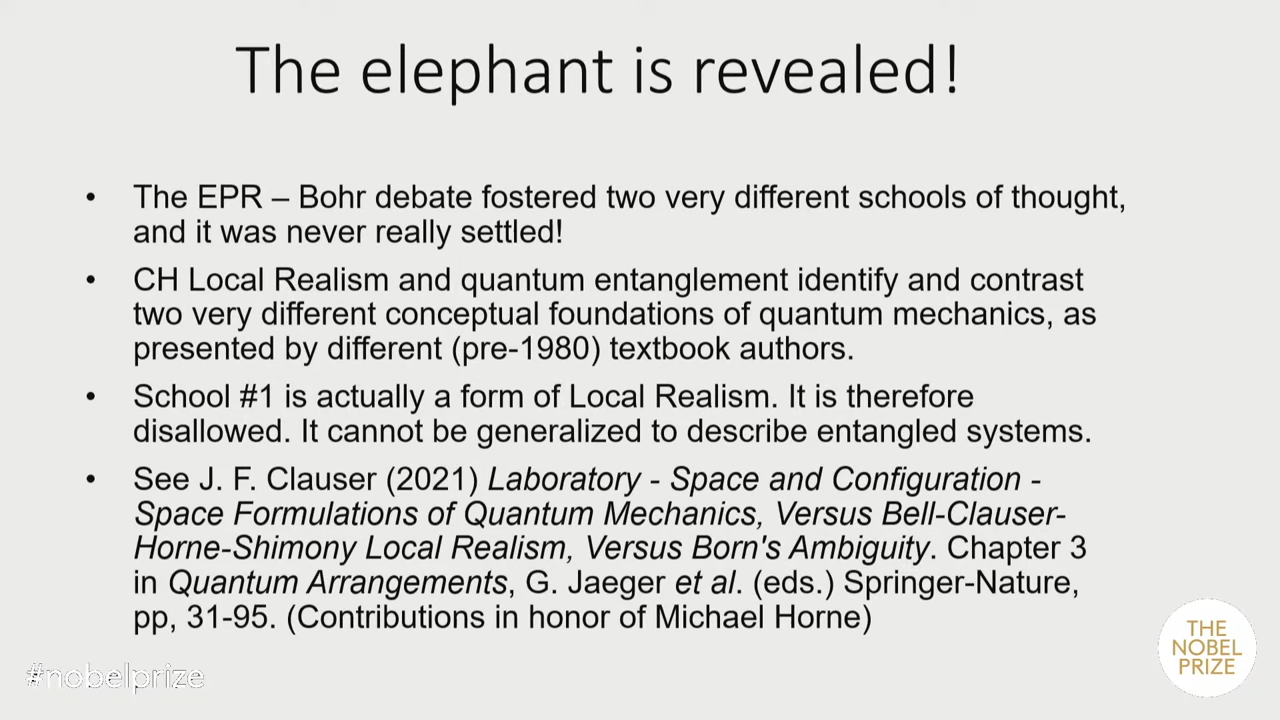 The elephant is revealed!
• The EPR – Bohr debate fostered two very different schools of thought,
and it was never really settled!
• CH Local Realism and quantum entanglement identify and contrast
two very different conceptual foundations of quantum mechanics, as
presented by different (pre-1980) textbook authors.
• School #1 is actually a form of Local Realism. It is therefore
disallowed. It cannot be generalized to describe entangled systems.
• See J. F. Clauser (2021) Laboratory - Space and Configuration -
Space Formulations of Quantum Mechanics, Versus Bell-Clauser-
Horne-Shimony Local Realism, Versus Born's Ambiguity. Chapter 3
in Quantum Arrangements, G. Jaeger et al. (eds.) Springer-Nature,
pp, 31-95. (Contributions in honor of Michael Horne)
#nobelprize
THE
NOBEL
PRIZE